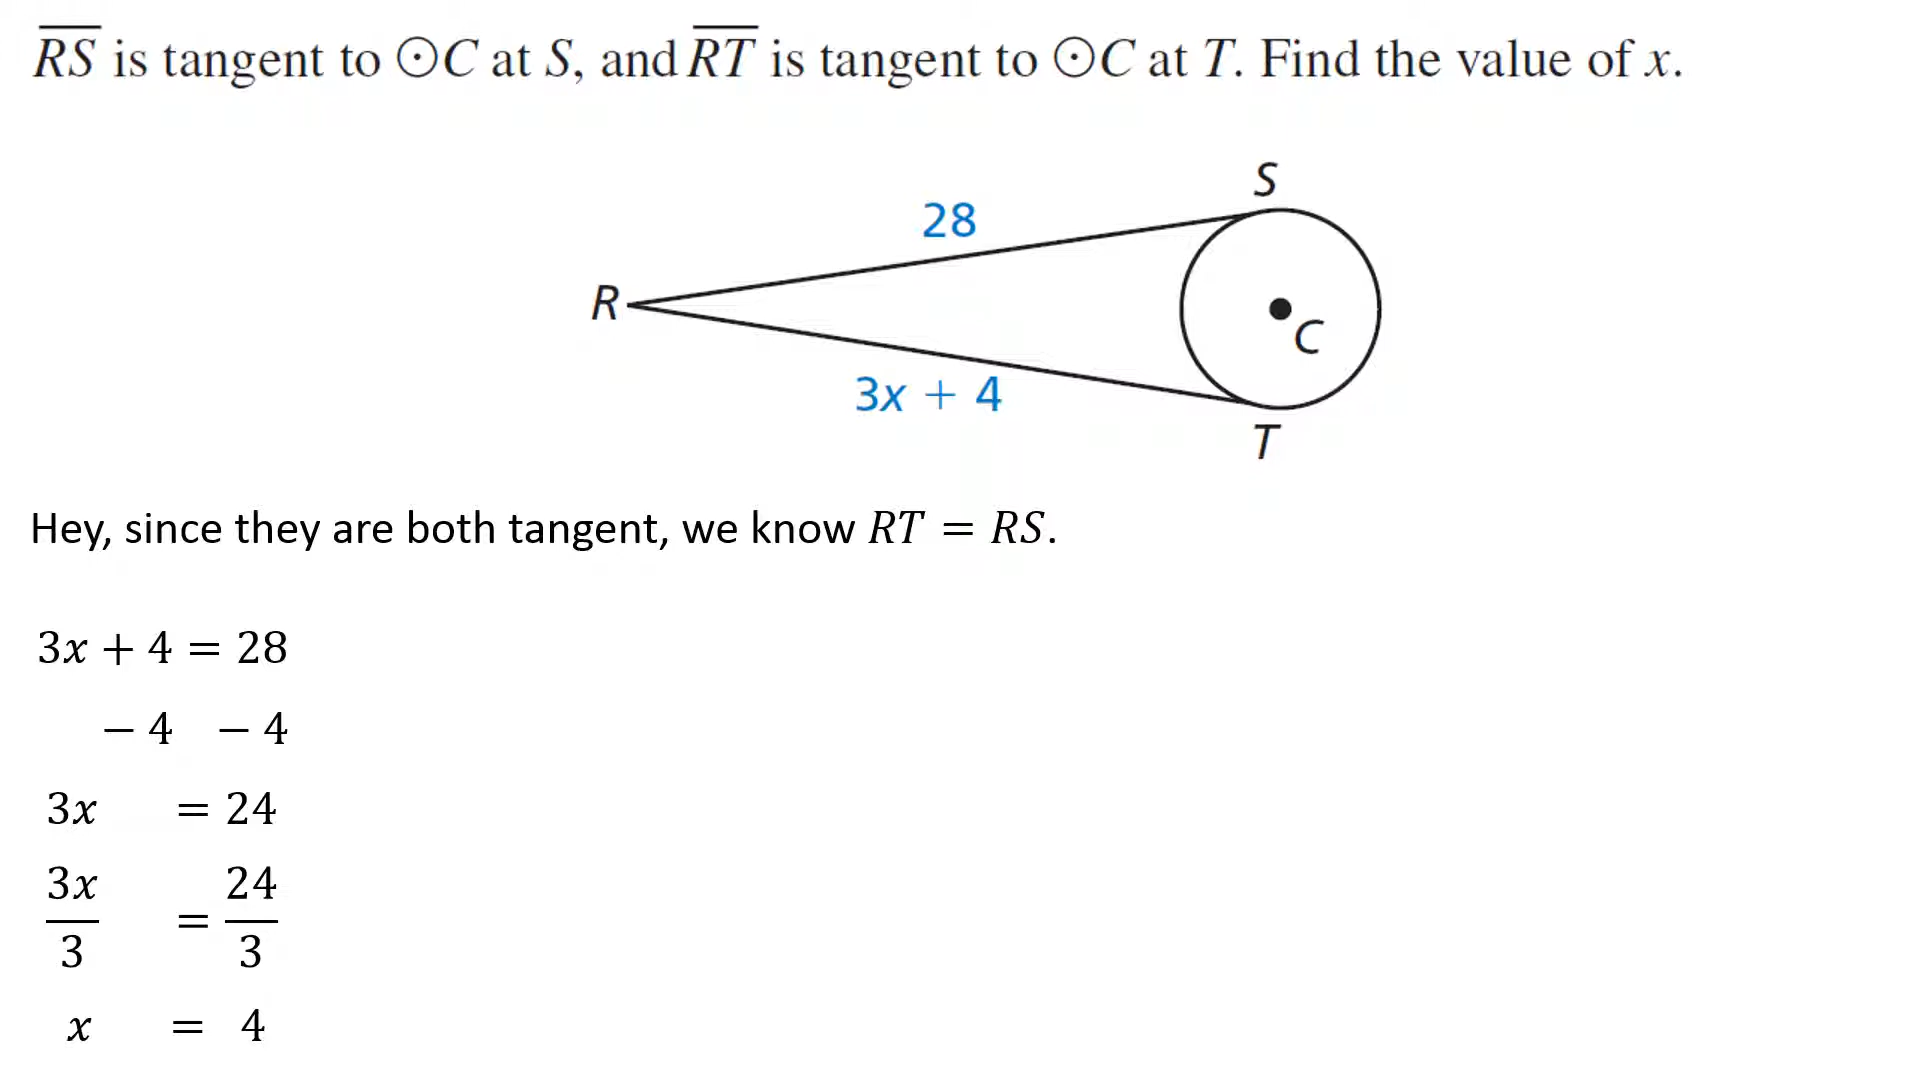 RS is tangent to ⊙C at S, and RT is tangent to ⊙C at T. Find the value of x.
S
28
R
C
3x + 4
T
Hey, since they are both tangent, we know RT = RS.
3x + 4 = 28
− 4 − 4
3x = 24
3x/3 = 24/3
x = 4